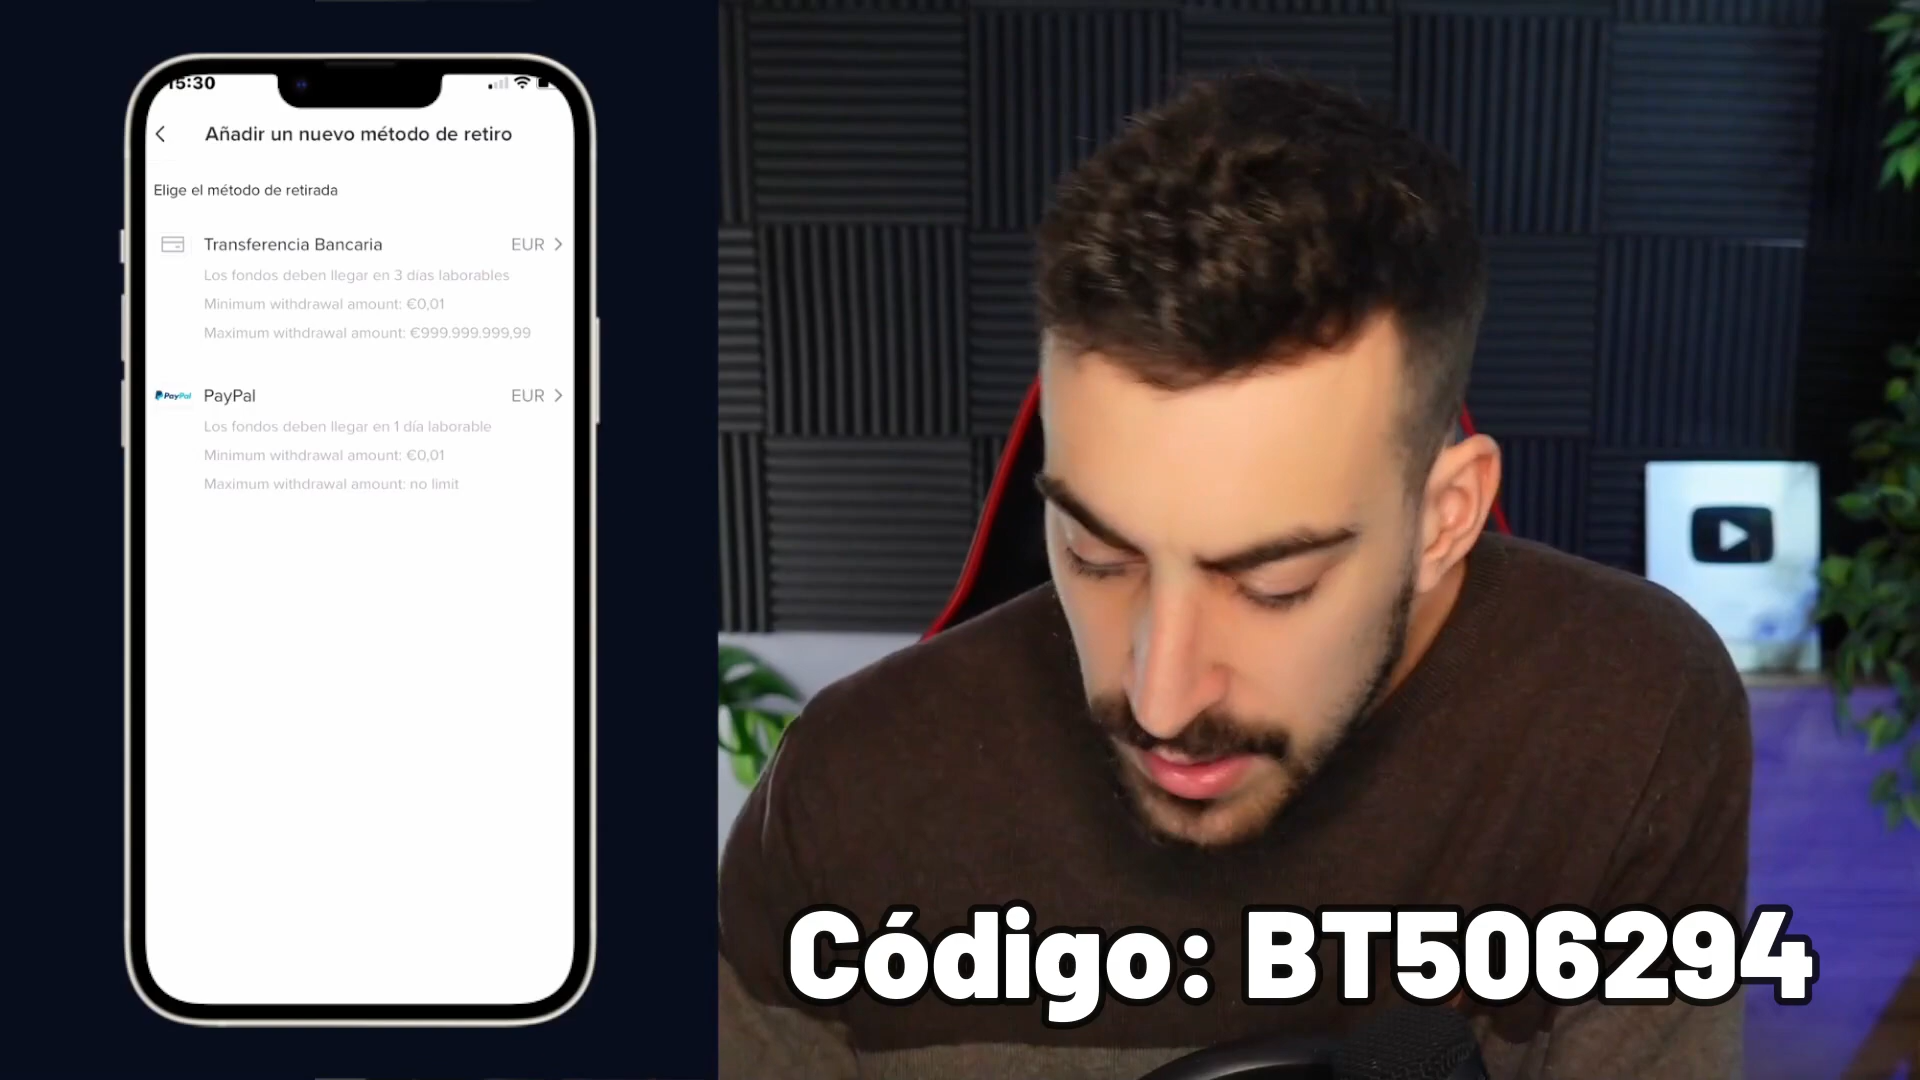 15:30
Añadir un nuevo método de retiro
Elige el método de retirada
Transferencia Bancaria EUR
Los fondos deben llegar en 3 días laborables
Minimum withdrawal amount: €0,01
Maximum withdrawal amount: €999.999.999,99
PayPal PayPal EUR
Los fondos deben llegar en 1 día laborable
Minimum withdrawal amount: €0,01
Maximum withdrawal amount: no limit
Código: BT506294